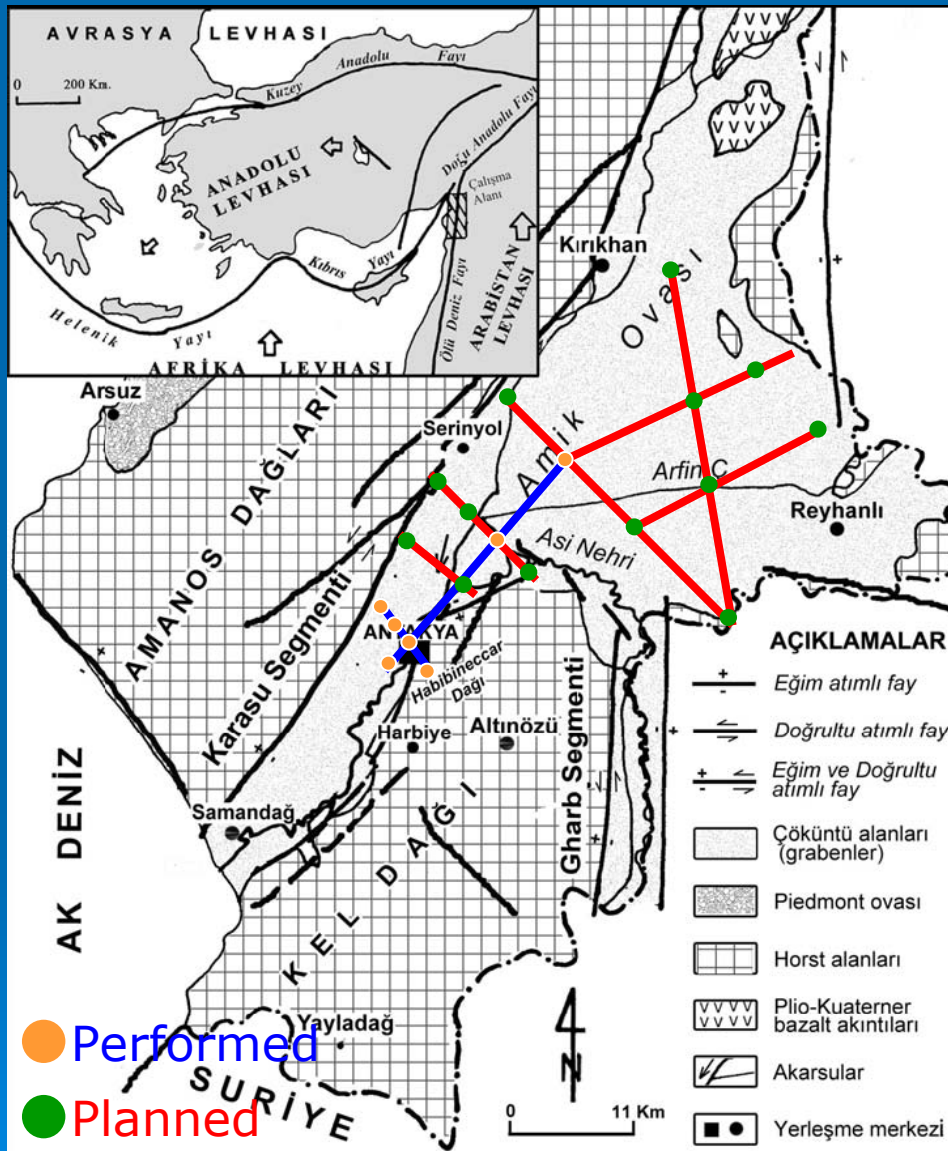 AVRASYA LEVHASI
0 200 Km.
Kuzey Anadolu Fayı
Doğu Anadolu Fayı
ANADOLU
LEVHASI
Çalışma
Alanı
Kıbrıs Yayı
Helenik Yayı
Ölü Deniz Fayı
ARABİSTAN
LEVHASI
AFRİKA LEVHASI
Kırıkhan
Arsuz
Serinyol
Amik Ovası
Arfin C
Reyhanlı
Asi Nehri
AMANOS DAĞLARI
Karasu Segmenti
ANTAKYA
Habibineccar
Dağı
Altınözü
Harbiye
Gharb Segmenti
Samandağ
AK DENİZ
KEL DAĞI
Yayladağ
SURİYE
N
0 11 Km
AÇIKLAMALAR
+
-
Eğim atımlı fay
Doğrultu atımlı fay
+
-
Eğim ve Doğrultu
atımlı fay
Çöküntü alanları
(grabenler)
Piedmont ovası
Horst alanları
Plio-Kuaterner
bazalt akıntıları
Akarsular
Yerleşme merkezi
Performed
Planned